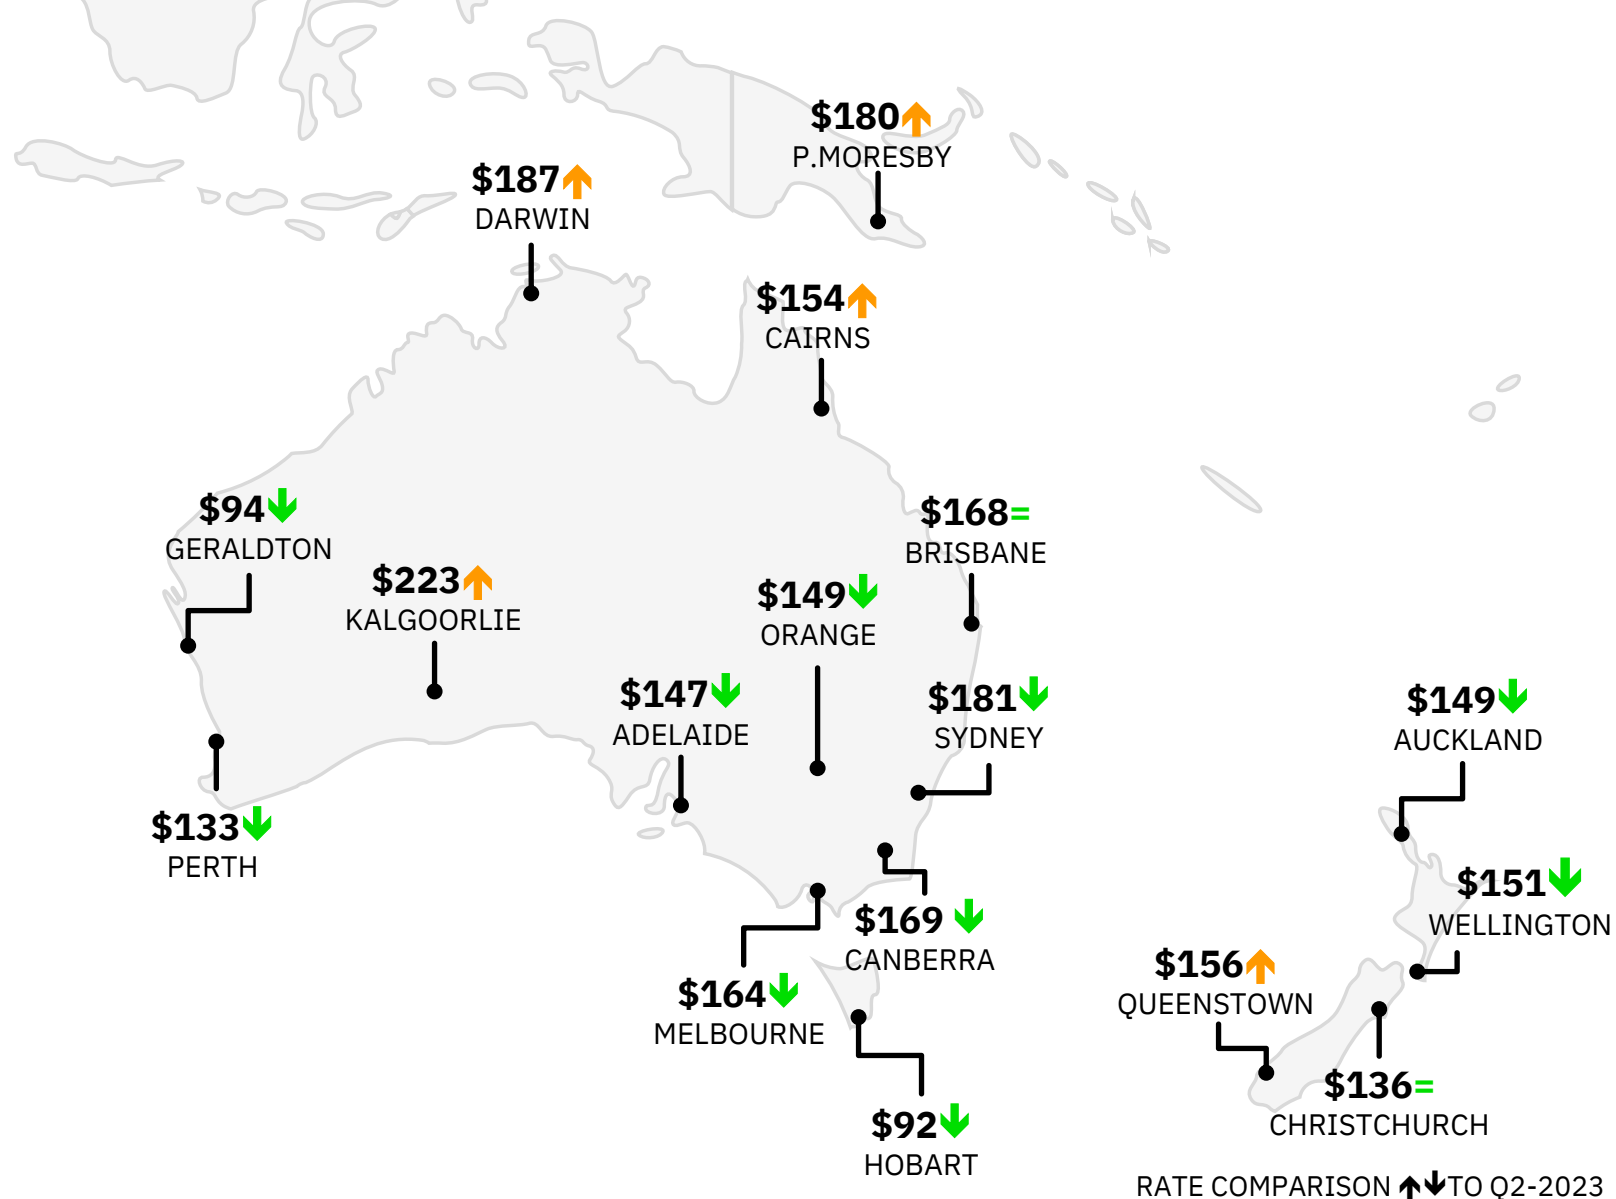 $180↑
P.MORESBY
$187↑
DARWIN
$154↑
CAIRNS
$94↓
GERALDTON
$168=
BRISBANE
$223↑
KALGOORLIE
$149↓
ORANGE
$147↓
ADELAIDE
$181↓
SYDNEY
$149↓
AUCKLAND
$133↓
PERTH
$151↓
WELLINGTON
$169 ↓
CANBERRA
$156↑
QUEENSTOWN
$164↓
MELBOURNE
$136=
CHRISTCHURCH
$92↓
HOBART
RATE COMPARISON ↑↓TO Q2-2023